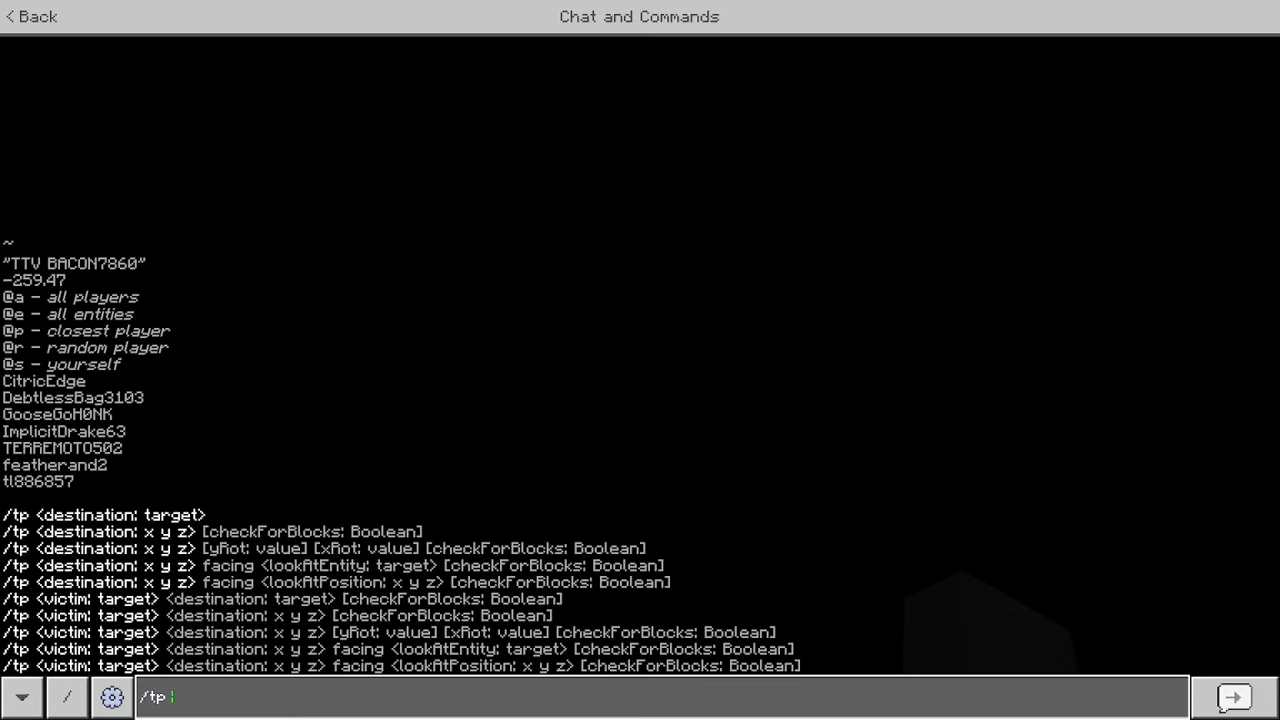 < Back
Chat and Commands
~
"TTV BACON7860"
-259.47
@a - all players
@e - all entities
@p - closest player
@r - random player
@s - yourself
CitricEdge
DebtlessBag3103
GooseGoH0NK
ImplicitDrake63
TERREMOTO502
featherand2
tl886857
/tp <destination: target>
/tp <destination: x y z> [checkForBlocks: Boolean]
/tp <destination: x y z> [yRot: value] [xRot: value] [checkForBlocks: Boolean]
/tp <destination: x y z> facing <lookAtEntity: target> [checkForBlocks: Boolean]
/tp <destination: x y z> facing <lookAtPosition: x y z> [checkForBlocks: Boolean]
/tp <victim: target> <destination: target> [checkForBlocks: Boolean]
/tp <victim: target> <destination: x y z> [checkForBlocks: Boolean]
/tp <victim: target> <destination: x y z> [yRot: value] [xRot: value] [checkForBlocks: Boolean]
/tp <victim: target> <destination: x y z> facing <lookAtEntity: target> [checkForBlocks: Boolean]
/tp <victim: target> <destination: x y z> facing <lookAtPosition: x y z> [checkForBlocks: Boolean]
/ /tp